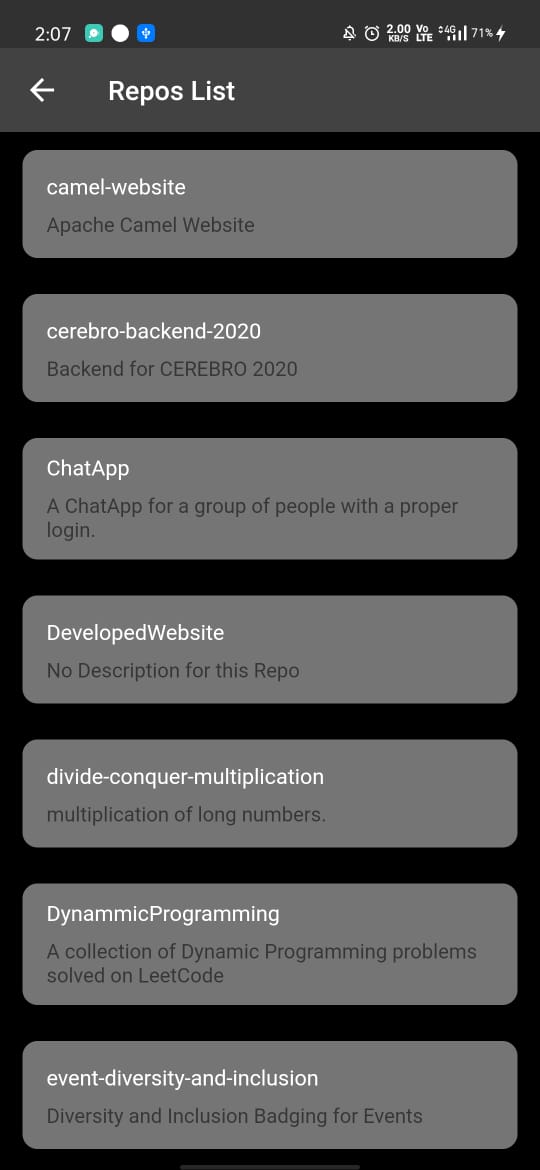 2:07
2.00 KB/S Vo LTE 4G 71%
Repos List
camel-website
Apache Camel Website
cerebro-backend-2020
Backend for CEREBRO 2020
ChatApp
A ChatApp for a group of people with a proper
login.
DevelopedWebsite
No Description for this Repo
divide-conquer-multiplication
multiplication of long numbers.
DynammicProgramming
A collection of Dynamic Programming problems
solved on LeetCode
event-diversity-and-inclusion
Diversity and Inclusion Badging for Events